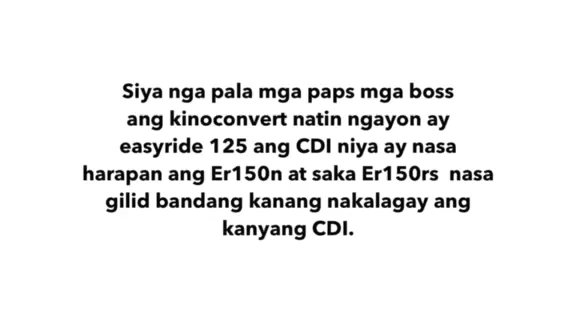 Siya nga pala mga paps mga boss
ang kinoconvert natin ngayon ay
easyride 125 ang CDI niya ay nasa
harapan ang Er150n at saka Er150rs nasa
gilid bandang kanang nakalagay ang
kanyang CDI.